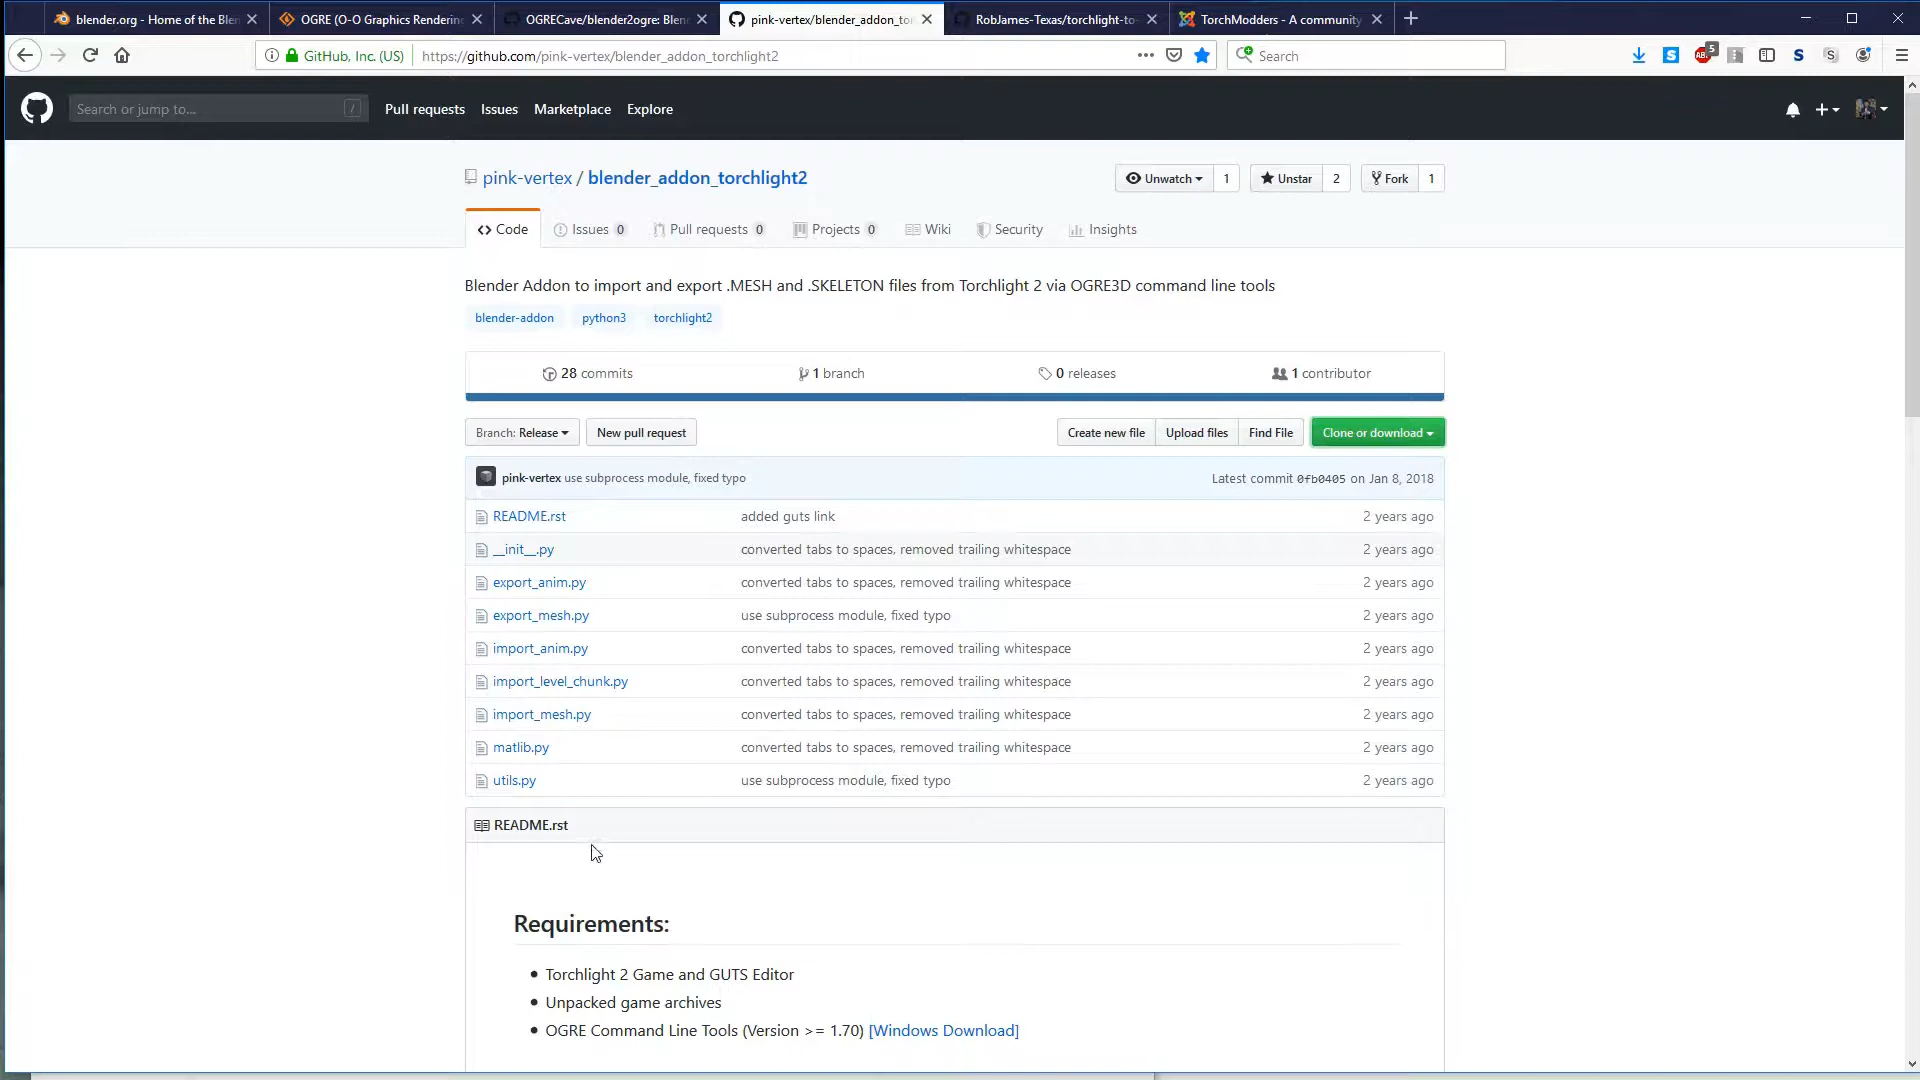 blender.org - Home of the Blen
OGRE (O-O Graphics Rendering
OGRECave/blender2ogre: Blen
pink-vertex/blender_addon_to
RobJames-Texas/torchlight-to
TorchModders - A community
GitHub, Inc. (US)
https://github.com/pink-vertex/blender_addon_torchlight2
Search
5
Search or jump to...
/
Pull requests
Issues
Marketplace
Explore
pink-vertex / blender_addon_torchlight2
Unwatch
1
Unstar
2
Fork
1
Code
Issues 0
Pull requests 0
Projects 0
Wiki
Security
Insights
Blender Addon to import and export .MESH and .SKELETON files from Torchlight 2 via OGRE3D command line tools
blender-addon
python3
torchlight2
28 commits
1 branch
0 releases
1 contributor
Branch: Release
New pull request
Create new file
Upload files
Find File
Clone or download
pink-vertex use subprocess module, fixed typo
Latest commit 0fb0405 on Jan 8, 2018
README.rst added guts link 2 years ago
__init__.py converted tabs to spaces, removed trailing whitespace 2 years ago
export_anim.py converted tabs to spaces, removed trailing whitespace 2 years ago
export_mesh.py use subprocess module, fixed typo 2 years ago
import_anim.py converted tabs to spaces, removed trailing whitespace 2 years ago
import_level_chunk.py converted tabs to spaces, removed trailing whitespace 2 years ago
import_mesh.py converted tabs to spaces, removed trailing whitespace 2 years ago
matlib.py converted tabs to spaces, removed trailing whitespace 2 years ago
utils.py use subprocess module, fixed typo 2 years ago
README.rst
Requirements:
• Torchlight 2 Game and GUTS Editor
• Unpacked game archives
• OGRE Command Line Tools (Version >= 1.70) [Windows Download]